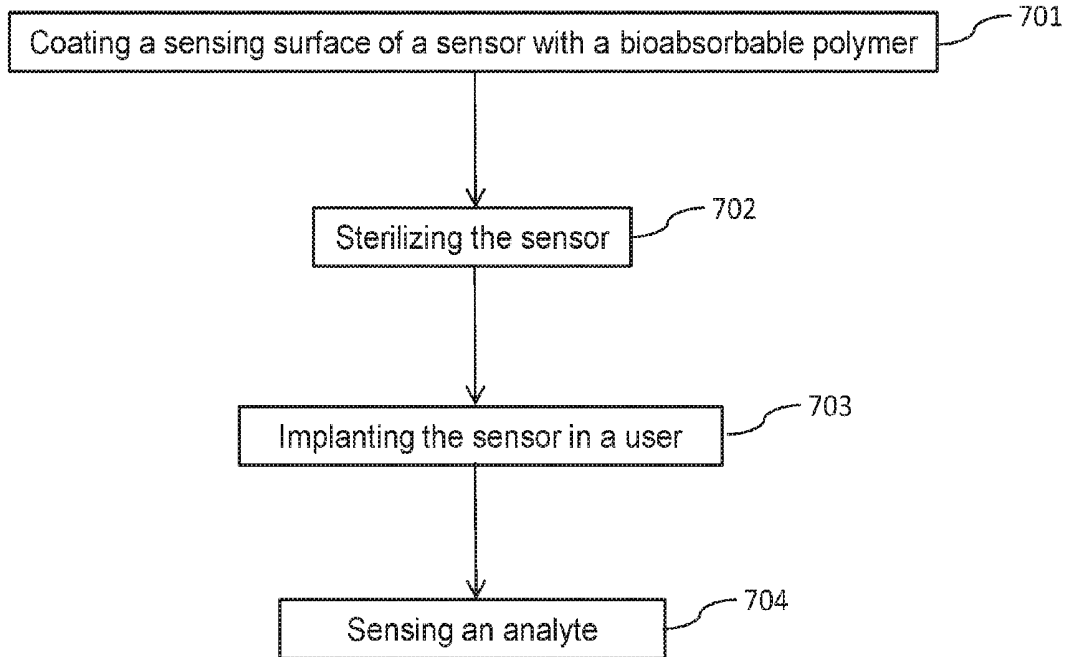 701
Coating a sensing surface of a sensor with a bioabsorbable polymer
702
Sterilizing the sensor
703
Implanting the sensor in a user
704
Sensing an analyte